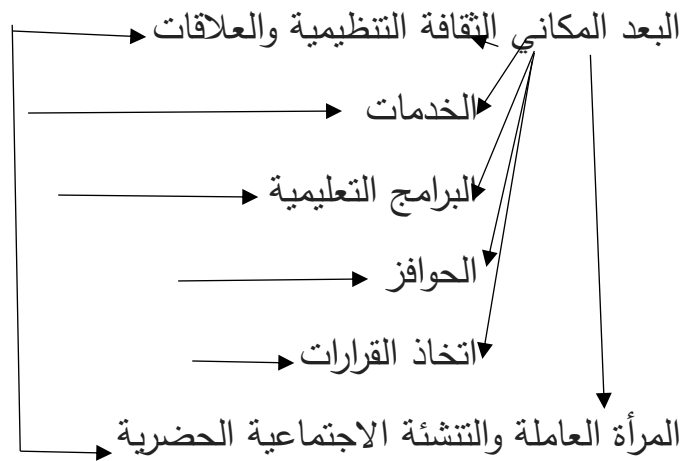 البعد المكاني الثقافة التنظيمية والعلاقات
الخدمات
البرامج التعليمية
الحوافز
اتخاذ القرارات
المرأة العاملة والتنشئة الاجتماعية الحضرية